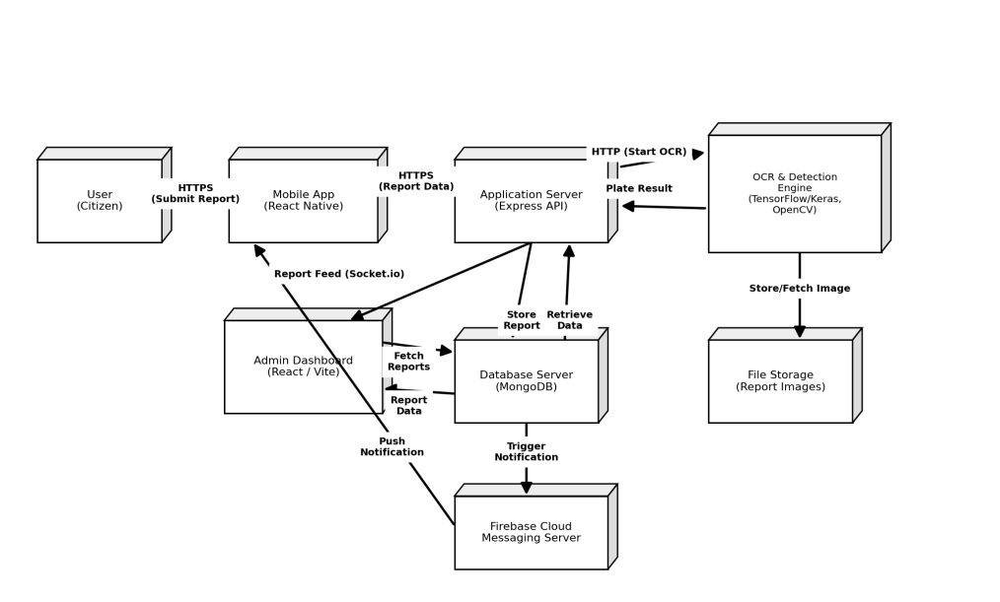 User
(Citizen)
HTTPS
(Submit Report)
Mobile App
(React Native)
HTTPS
(Report Data)
Application Server
(Express API)
HTTP (Start OCR)
Plate Result
OCR & Detection
Engine
(TensorFlow/Keras,
OpenCV)
Report Feed (Socket.io)
Store/Fetch Image
Store
Report
Retrieve
Data
Admin Dashboard
(React / Vite)
Fetch
Reports
Report
Data
Database Server
(MongoDB)
File Storage
(Report Images)
Push
Notification
Trigger
Notification
Firebase Cloud
Messaging Server